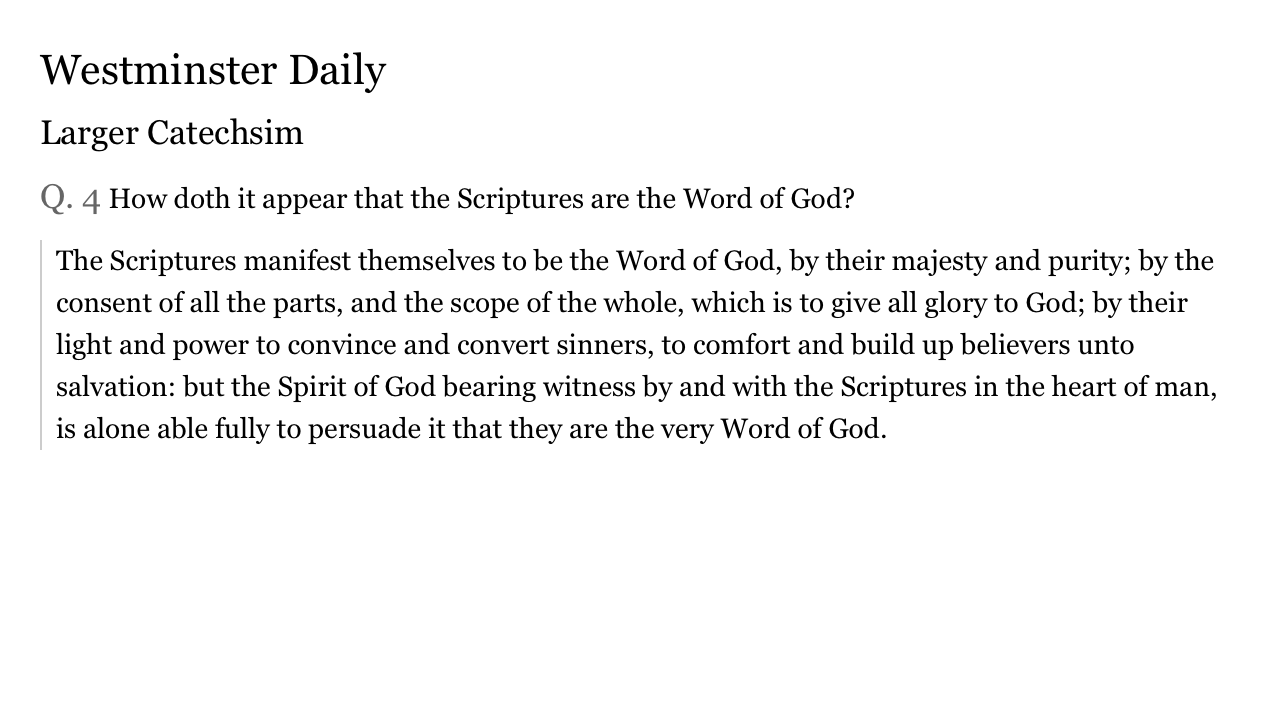 Westminster Daily
Larger Catechsim
Q. 4 How doth it appear that the Scriptures are the Word of God?
The Scriptures manifest themselves to be the Word of God, by their majesty and purity; by the
consent of all the parts, and the scope of the whole, which is to give all glory to God; by their
light and power to convince and convert sinners, to comfort and build up believers unto
salvation: but the Spirit of God bearing witness by and with the Scriptures in the heart of man,
is alone able fully to persuade it that they are the very Word of God.